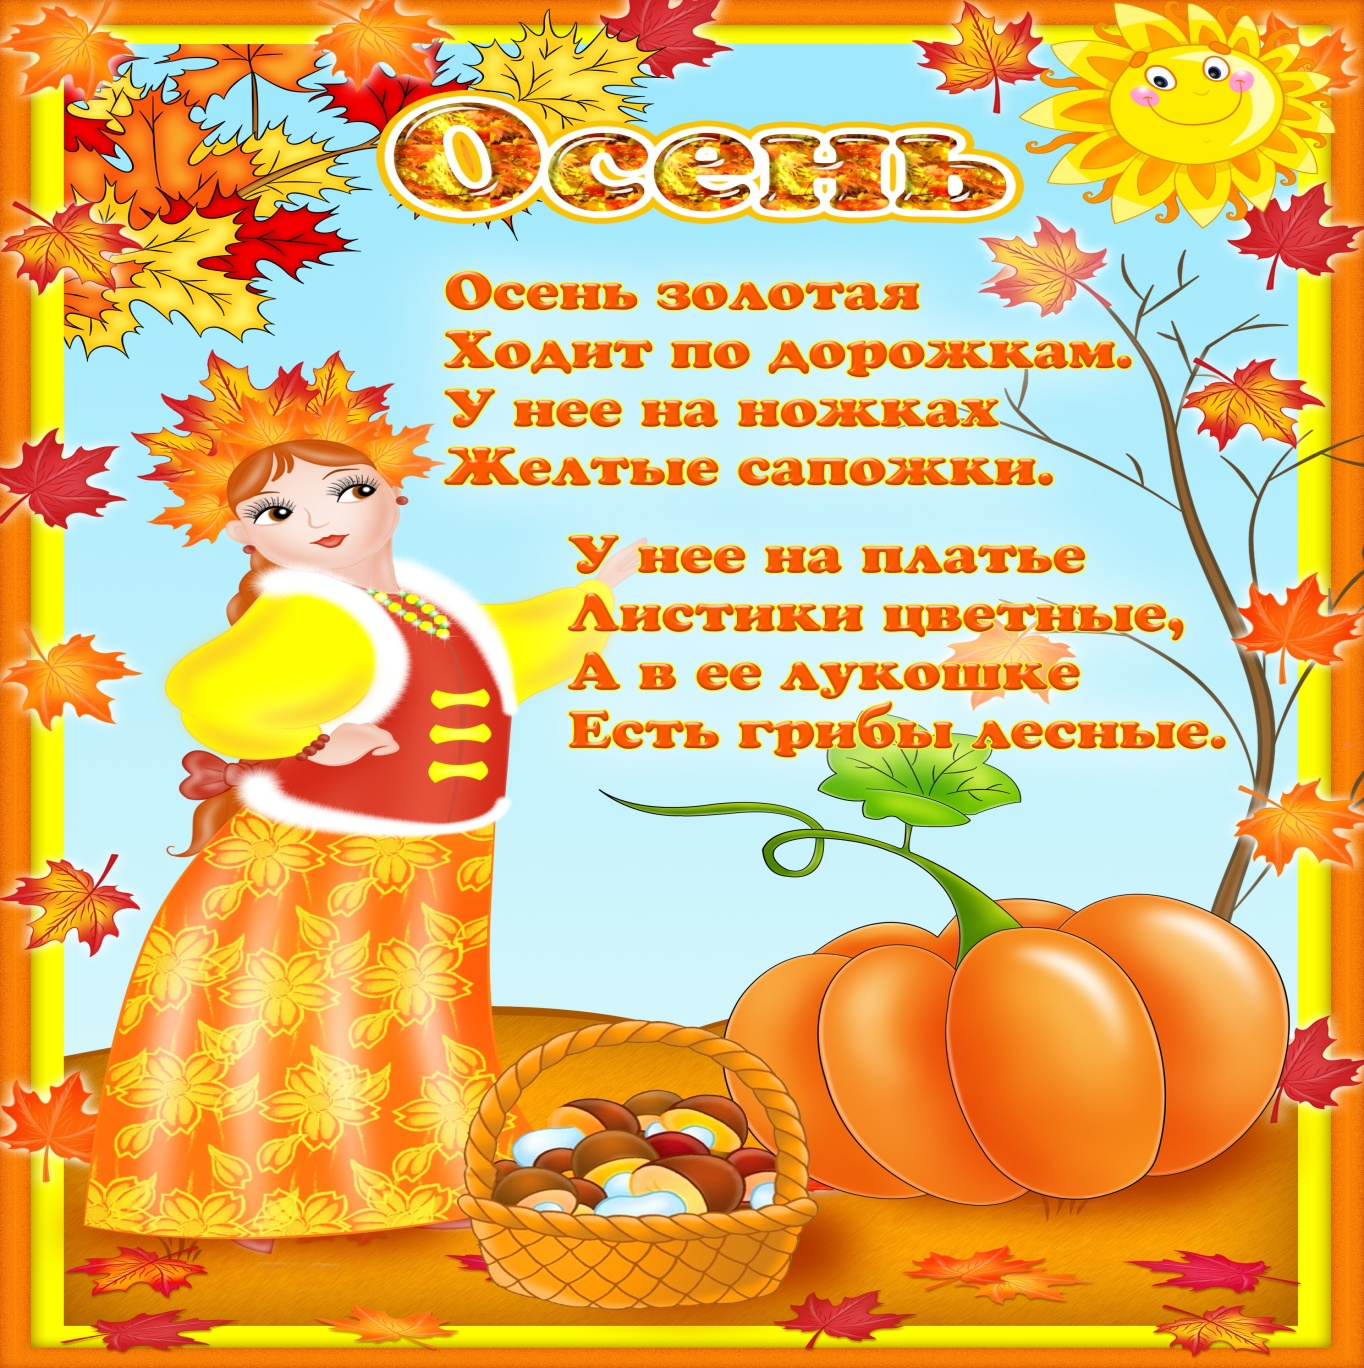 Осень
Осень золотая
Ходит по дорожкам.
У нее на ножках
Желтые сапожки.
У нее на платье
Листики цветные,
А в ее лукошке
Есть грибы лесные.